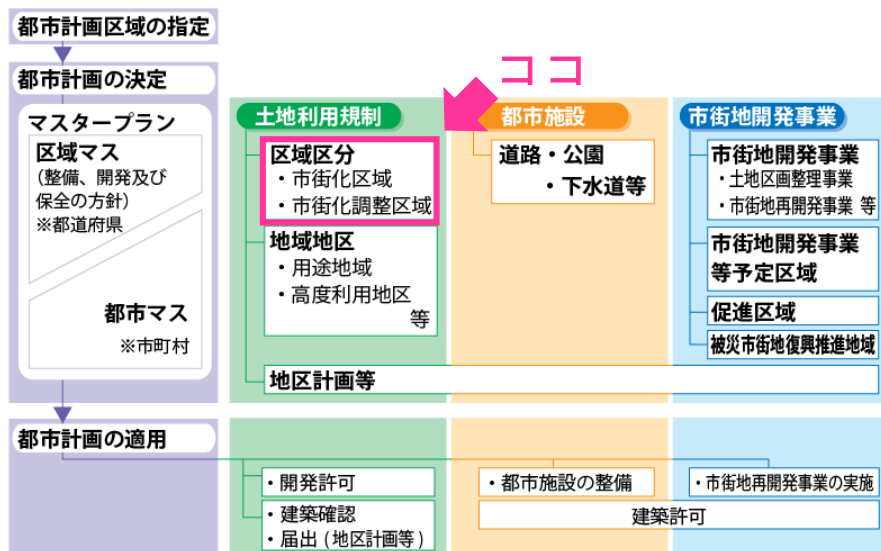 都市計画区域の指定
都市計画の決定
マスタープラン
区域マス
(整備、開発及び
保全の方針)
※都道府県
都市マス
※市町村
ココ
土地利用規制
区域区分
・市街化区域
・市街化調整区域
地域地区
・用途地域
・高度利用地区
等
地区計画等
都市施設
道路・公園
・下水道等
市街地開発事業
市街地開発事業
・土地区画整理事業
・市街地再開発事業 等
市街地開発事業
等予定区域
促進区域
被災市街地復興推進地域
都市計画の適用
・開発許可
・建築確認
・届出(地区計画等)
・都市施設の整備
・市街地再開発事業の実施
建築許可